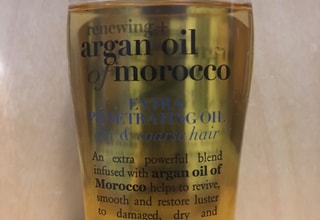 renewing +
argan oil
of morocco
EXTRA
PENETRATING OIL
dry & coarse hair
An extra powerful blend
infused with argan oil of
Morocco helps to revive,
smooth and restore luster
to damaged, dry and